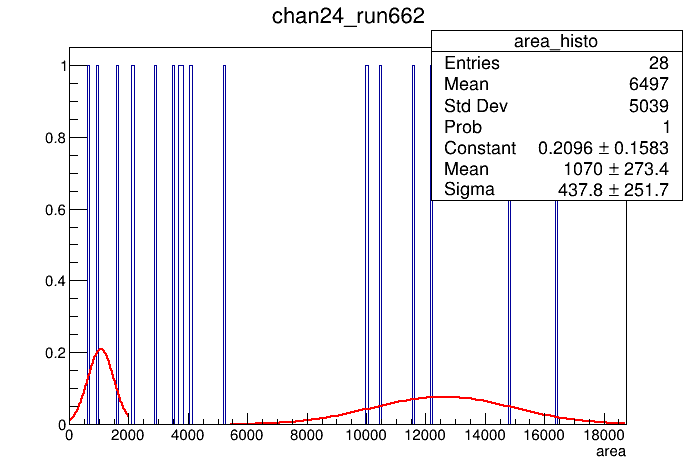 chan24_run662
area_histo
Entries 28
Mean 6497
Std Dev 5039
Prob 1
Constant 0.2096 ± 0.1583
Mean 1070 ± 273.4
Sigma 437.8 ± 251.7
1
0.8
0.6
0.4
0.2
0
0 2000 4000 6000 8000 10000 12000 14000 16000 18000
area